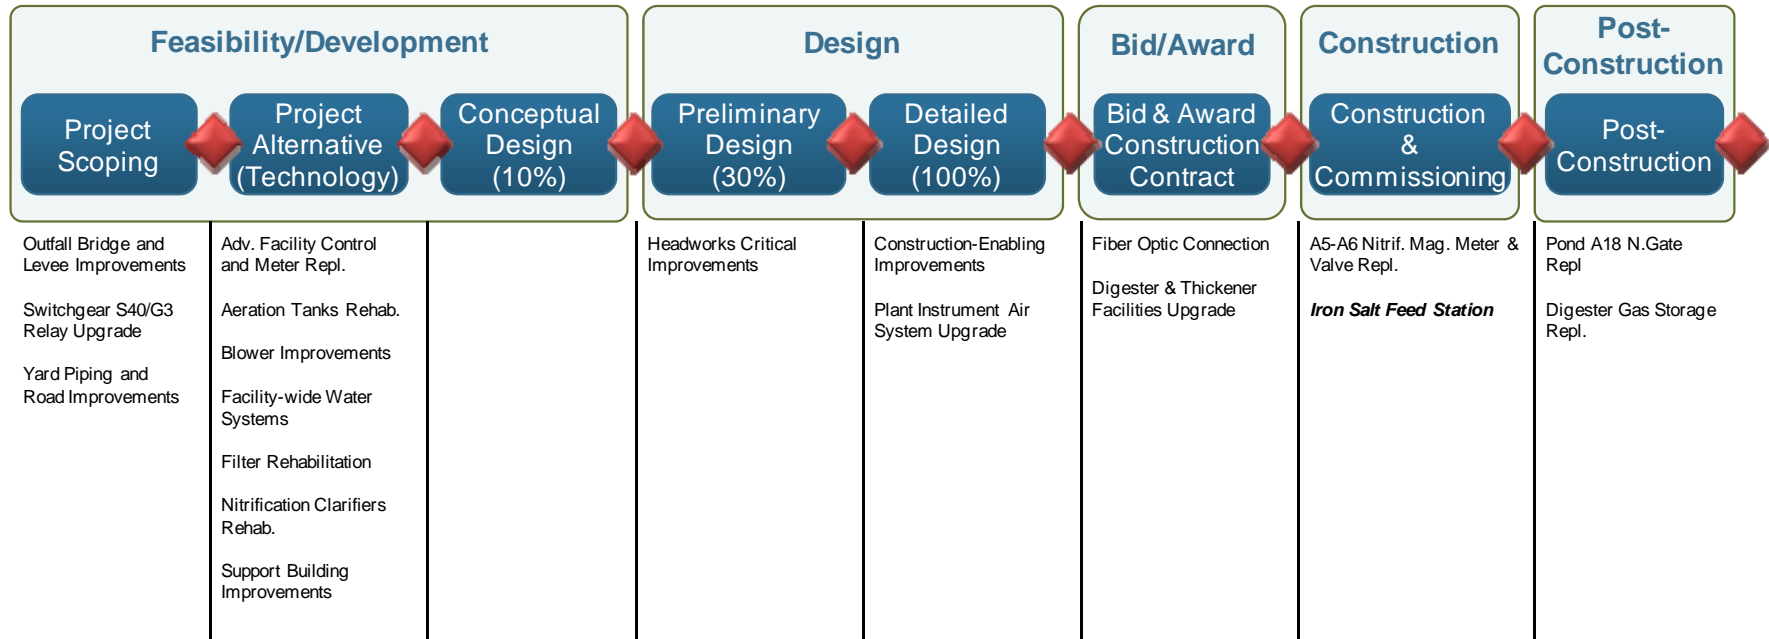 Feasibility/Development
Design
Bid/Award
Construction
Post-
Construction
Project
Scoping
Project
Alternative
(Technology)
Conceptual
Design
(10%)
Preliminary
Design
(30%)
Detailed
Design
(100%)
Bid & Award
Construction
Contract
Construction
&
Commissioning
Post-
Construction
Outfall Bridge and
Levee Improvements
Switchgear S40/G3
Relay Upgrade
Yard Piping and
Road Improvements
Adv. Facility Control
and Meter Repl.
Aeration Tanks Rehab.
Blower Improvements
Facility-wide Water
Systems
Filter Rehabilitation
Nitrification Clarifiers
Rehab.
Support Building
Improvements
Headworks Critical
Improvements
Construction-Enabling
Improvements
Plant Instrument Air
System Upgrade
Fiber Optic Connection
Digester & Thickener
Facilities Upgrade
A5-A6 Nitrif. Mag. Meter &
Valve Repl.
Iron Salt Feed Station
Pond A18 N.Gate
Repl
Digester Gas Storage
Repl.